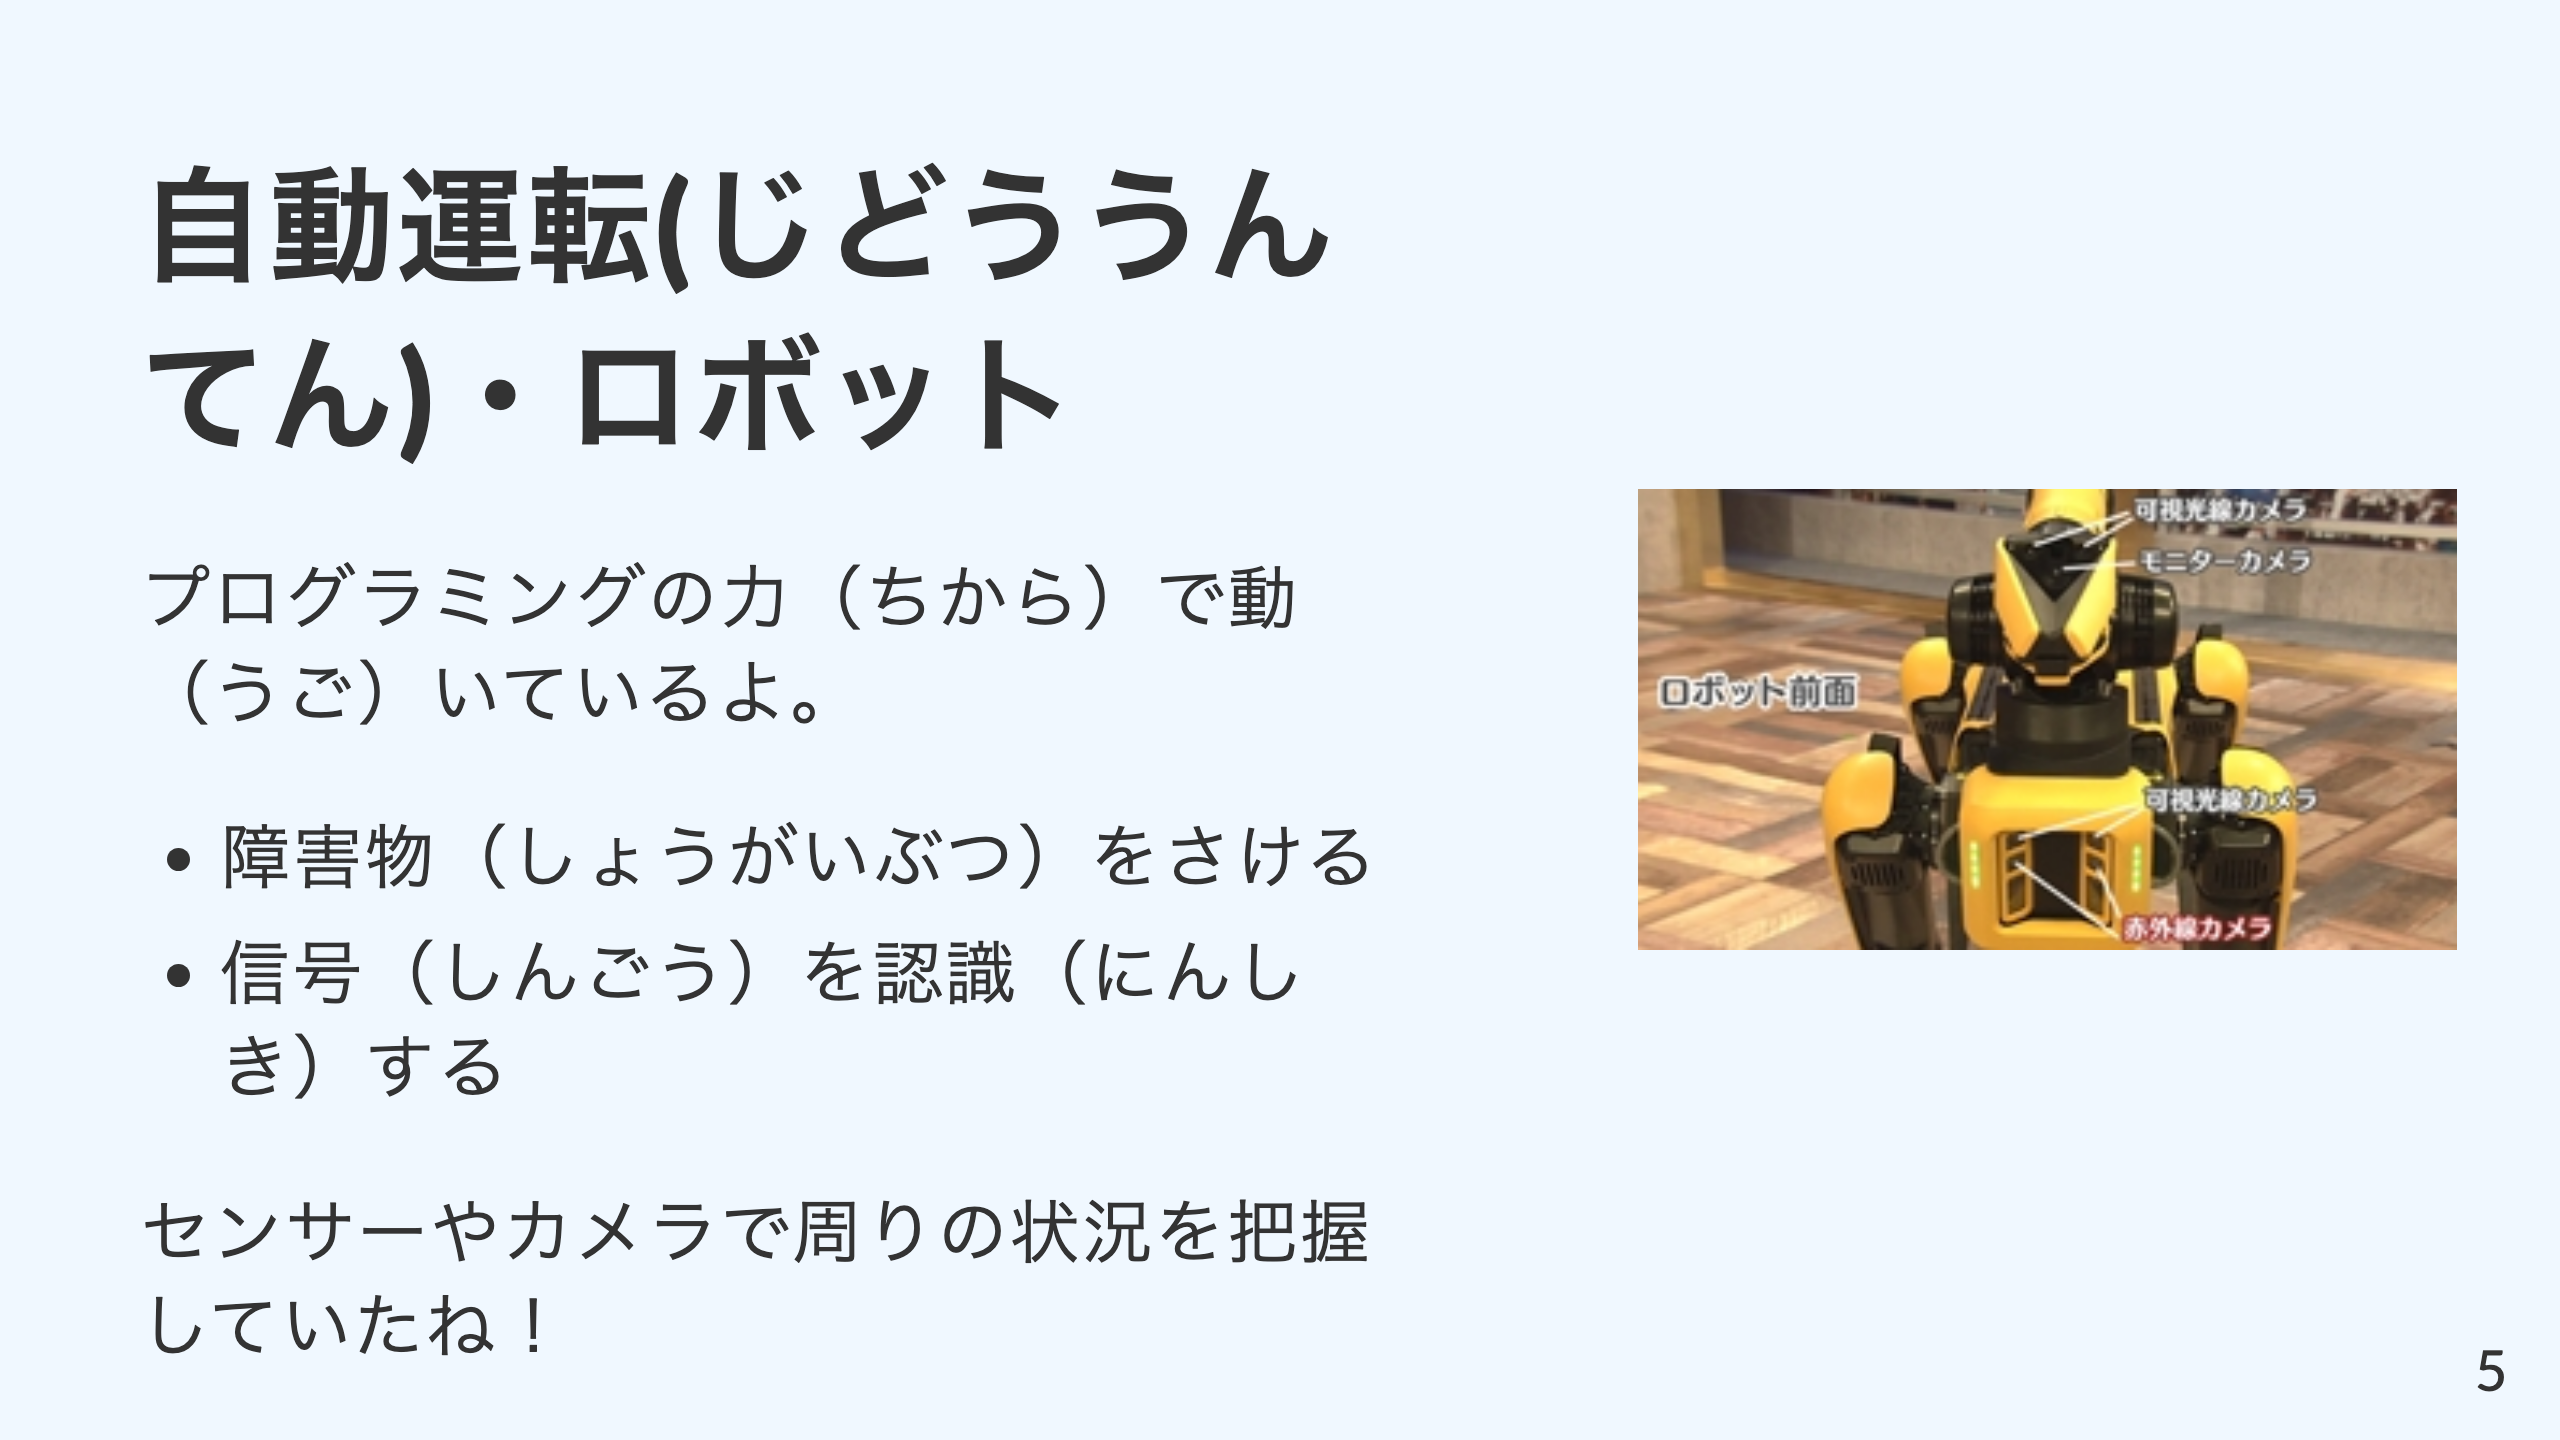 自動運転(じどううん
てん)・ロボット
プログラミングの力（ちから）で動
（うご）いているよ。
• 障害物（しょうがいぶつ）をさける
• 信号（しんごう）を認識（にんし
き）する
センサーやカメラで周りの状況を把握
していたね！
可視光線カメラ
モニターカメラ
ロボット前面
可視光線カメラ
赤外線カメラ
5